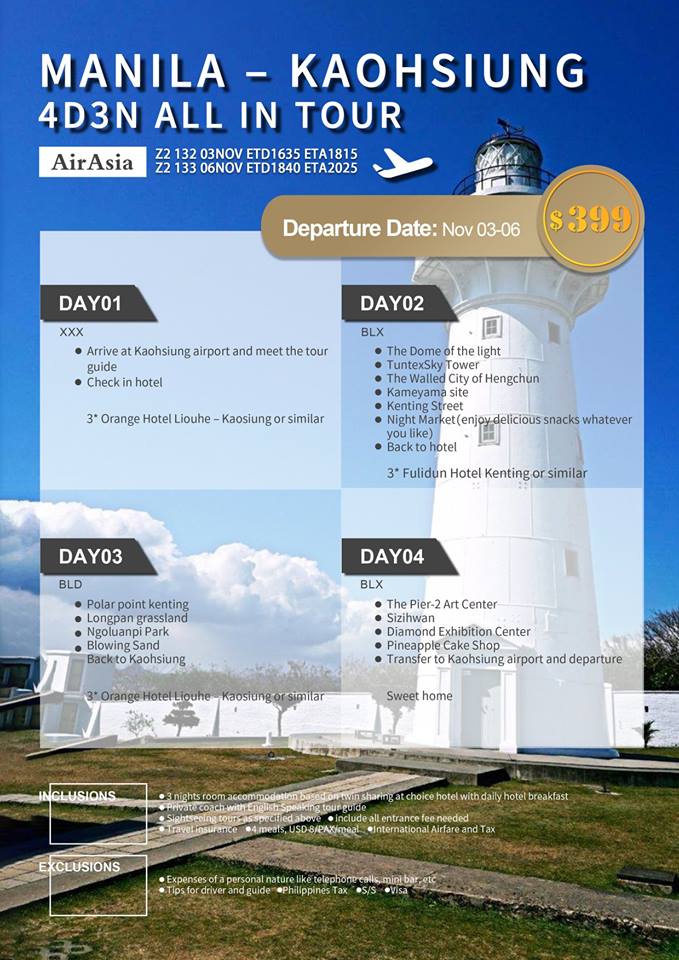 MANILA – KAOHSIUNG
4D3N ALL IN TOUR
AirAsia
Z2 132 03NOV ETD1635 ETA1815
Z2 133 06NOV ETD1840 ETA2025
Departure Date: Nov 03-06
$399
DAY01
XXX
● Arrive at Kaohsiung airport and meet the tour
guide
● Check in hotel
3* Orange Hotel Liouhe – Kaosiung or similar
DAY02
BLX
● The Dome of the light
● TuntexSky Tower
● The Walled City of Hengchun
● Kameyama site
● Kenting Street
● Night Market(enjoy delicious snacks whatever
you like)
● Back to hotel
3* Fulidun Hotel Kenting or similar
DAY03
BLD
● Polar point kenting
● Longpan grassland
● Ngoluanpi Park
● Blowing Sand
Back to Kaohsiung
3* Orange Hotel Liouhe – Kaosiung or similar
DAY04
BLX
● The Pier-2 Art Center
● Sizihwan
● Diamond Exhibition Center
● Pineapple Cake Shop
● Transfer to Kaohsiung airport and departure
Sweet home
INCLUSIONS
● 3 nights room accommodation based on twin sharing at choice hotel with daily hotel breakfast
● Private coach with English Speaking tour guide
● Sightseeing tours as specified above ● include all entrance fee needed
● Travel insurance ● 4 meals, USD 8/PAX/meal ● International Airfare and Tax
EXCLUSIONS
● Expenses of a personal nature like telephone calls, mini bar, etc
● Tips for driver and guide ● Philippines Tax ● S/S ● Visa